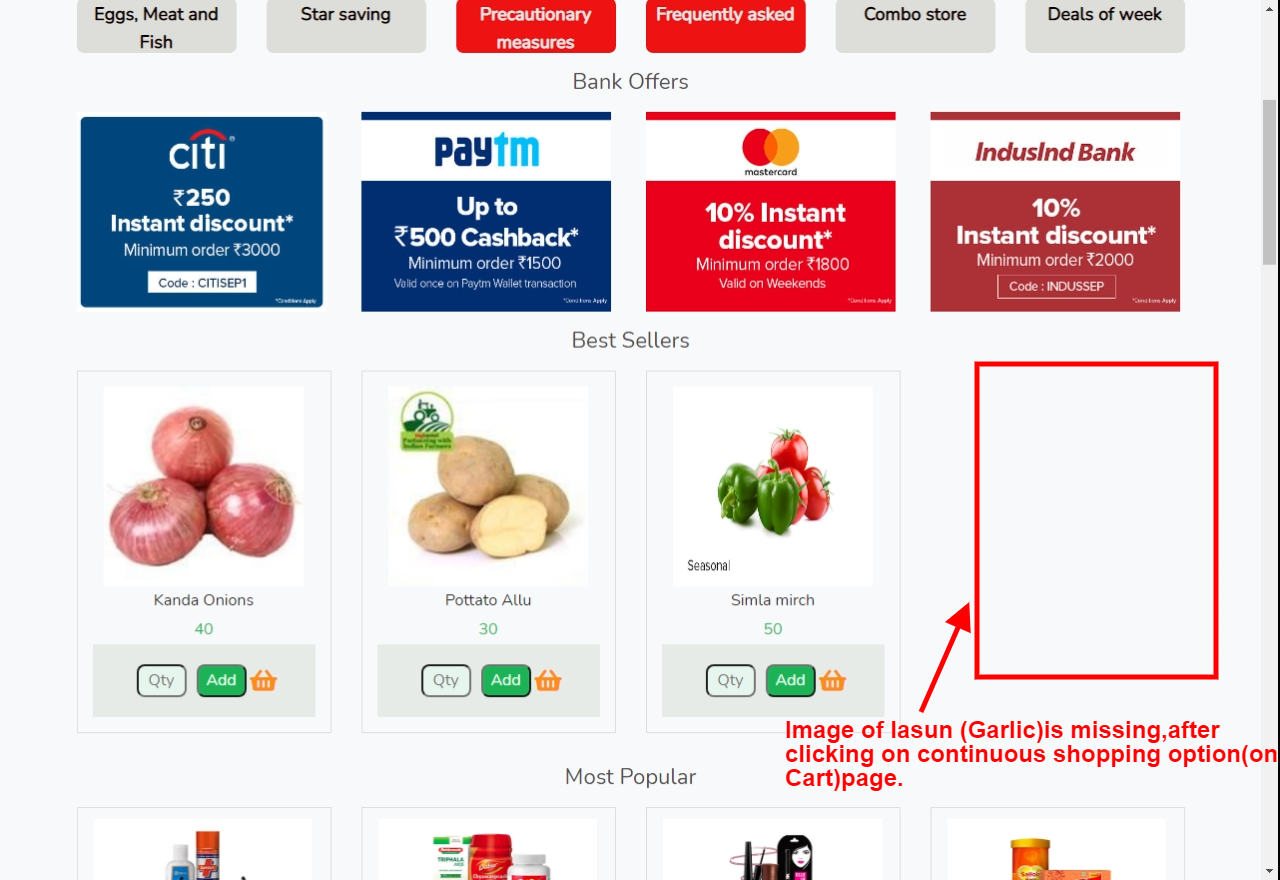 Eggs, Meat and
Fish
Star saving
Precautionary
measures
Frequently asked
Combo store
Deals of week
Bank Offers
citi
₹250
Instant discount*
Minimum order ₹3000
Code : CITISEP1
*Conditions Apply
paytm
Up to
₹500 Cashback*
Minimum order ₹1500
Valid once on Paytm Wallet transaction
*Conditions Apply
mastercard
10% Instant
discount*
Minimum order ₹1800
Valid on Weekends
*Conditions Apply
IndusInd Bank
10%
Instant discount*
Minimum order ₹2000
Code : INDUSSEP
*Conditions Apply
Best Sellers
Partnering with
Indian Farmers
Seasonal
Kanda Onions
40
Qty
Add
Pottato Allu
30
Qty
Add
Simla mirch
50
Qty
Add
Image of lasun (Garlic)is missing,after
clicking on continuous shopping option(on
Cart)page.
Most Popular
TRIPHALA